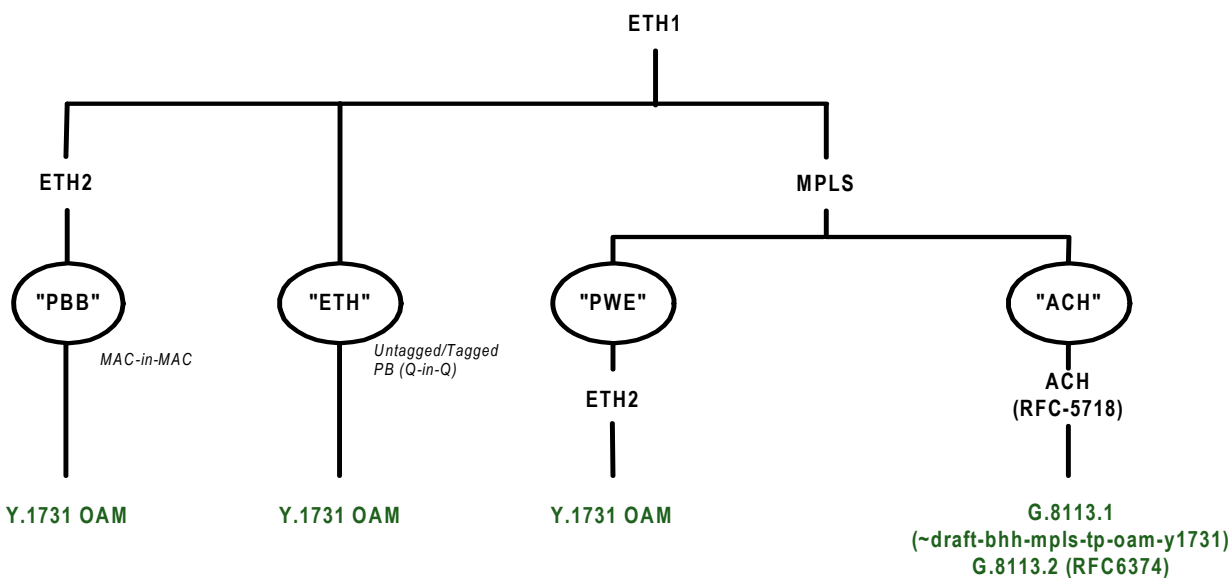 ETH1
ETH2
MPLS
"PBB"
"ETH"
"PWE"
"ACH"
MAC-in-MAC
Untagged/Tagged
PB (Q-in-Q)
ETH2
ACH
(RFC-5718)
Y.1731 OAM
Y.1731 OAM
Y.1731 OAM
G.8113.1
(~draft-bhh-mpls-tp-oam-y1731)
G.8113.2 (RFC6374)